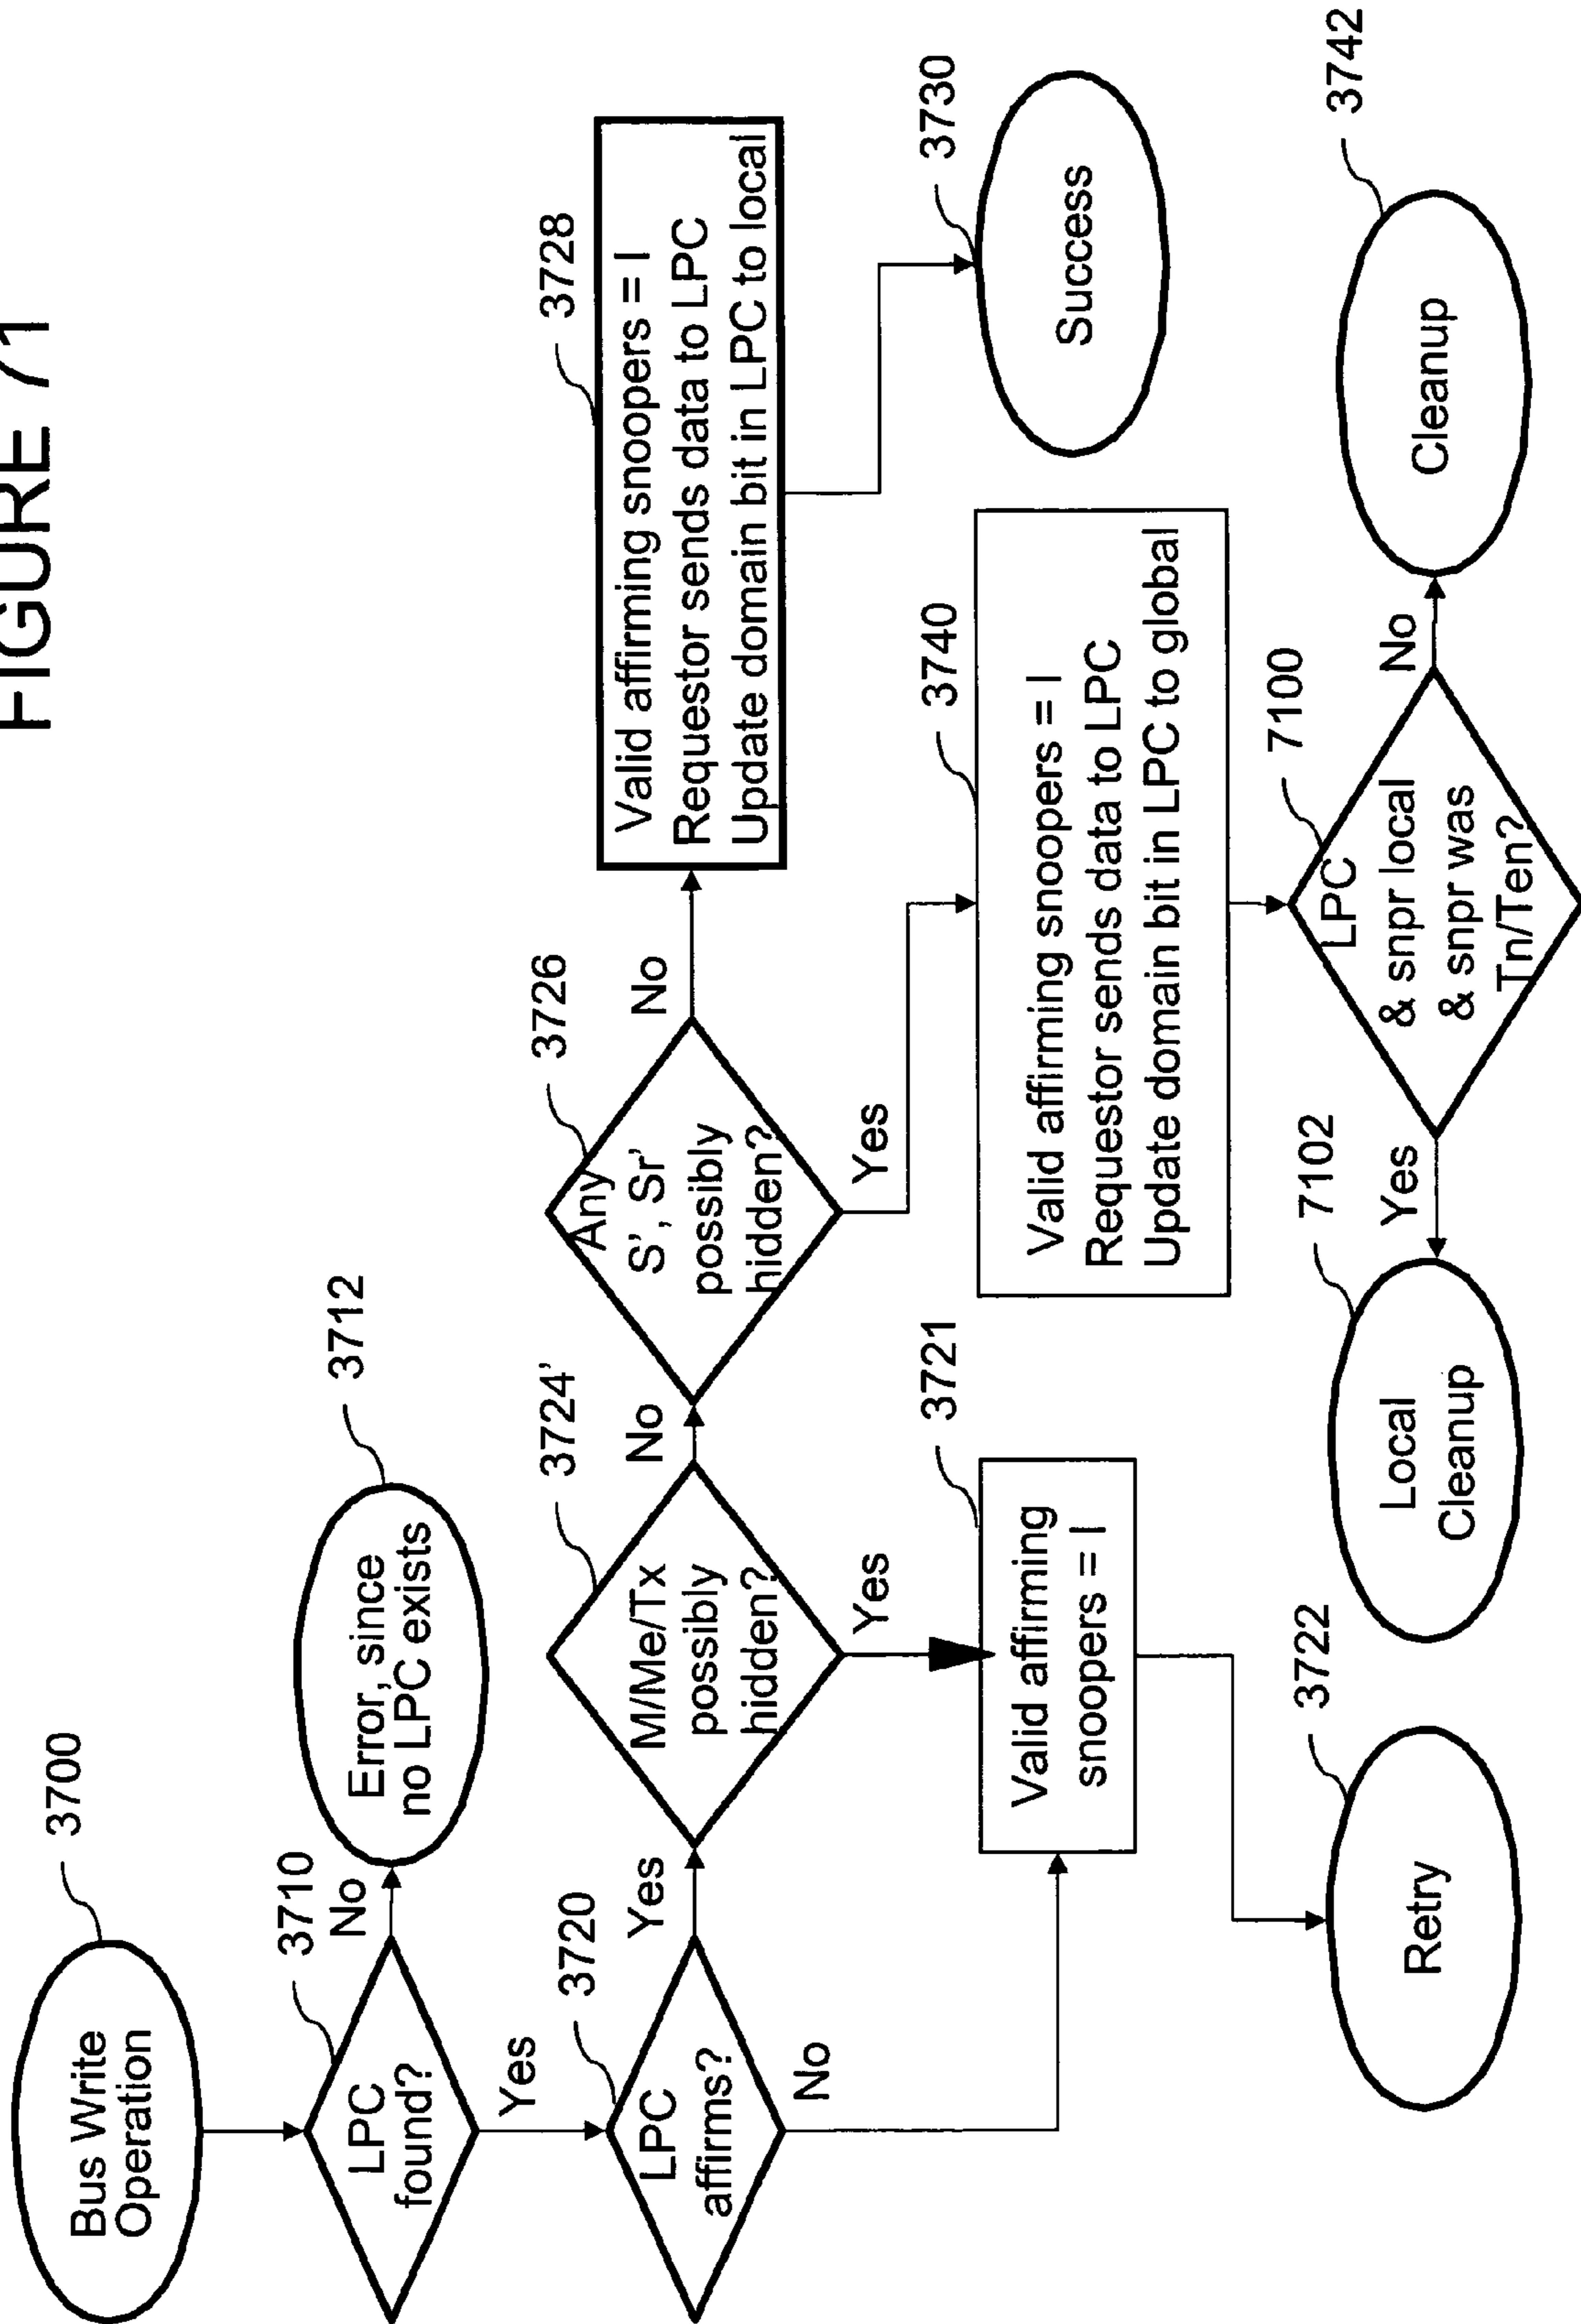 FIGURE 71
3700
Bus Write
Operation
3710
LPC
found?
No
3712
Error, since
no LPC exists
Yes
3720
LPC
affirms?
Yes
No
3724'
M/Me/Tx
possibly
hidden?
No
Yes
3726
Any
S', Sr'
possibly
hidden?
No
Yes
3728
Valid affirming snoopers = I
Requestor sends data to LPC
Update domain bit in LPC to local
3730
Success
3721
Valid affirming
snoopers = I
3722
Retry
3740
Valid affirming snoopers = I
Requestor sends data to LPC
Update domain bit in LPC to global
7100
LPC
& snpr local
& snpr was
Tn/Ten?
Yes
7102
Local
Cleanup
No
3742
Cleanup